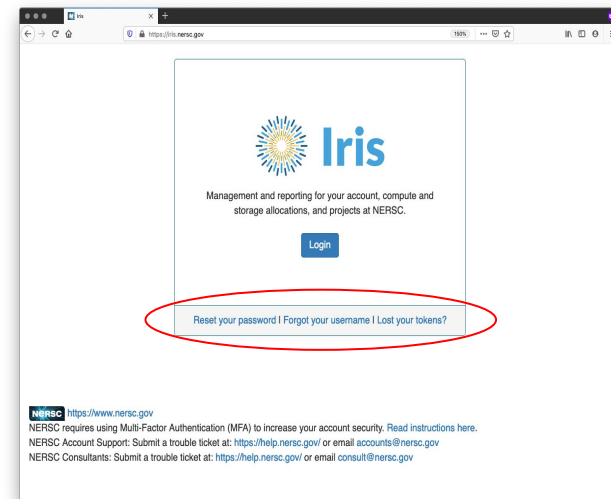 Iris
https://iris.nersc.gov
150%
Iris
Management and reporting for your account, compute and
storage allocations, and projects at NERSC.
Login
Reset your password | Forgot your username | Lost your tokens?
NERSC https://www.nersc.gov
NERSC requires using Multi-Factor Authentication (MFA) to increase your account security. Read instructions here.
NERSC Account Support: Submit a trouble ticket at: https://help.nersc.gov/ or email accounts@nersc.gov
NERSC Consultants: Submit a trouble ticket at: https://help.nersc.gov/ or email consult@nersc.gov